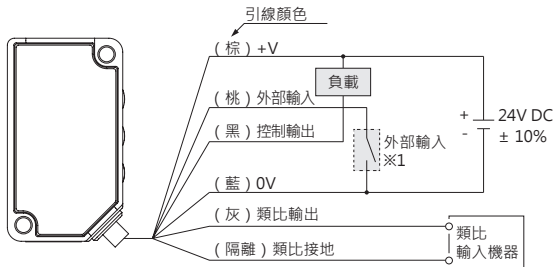 引線顏色
(棕)+V
負載
(桃)外部輸入
(黑)控制輸出
外部輸入
※1
+
-
24V DC
± 10%
(藍)0V
(灰)類比輸出
(隔離)類比接地
類比
輸入機器